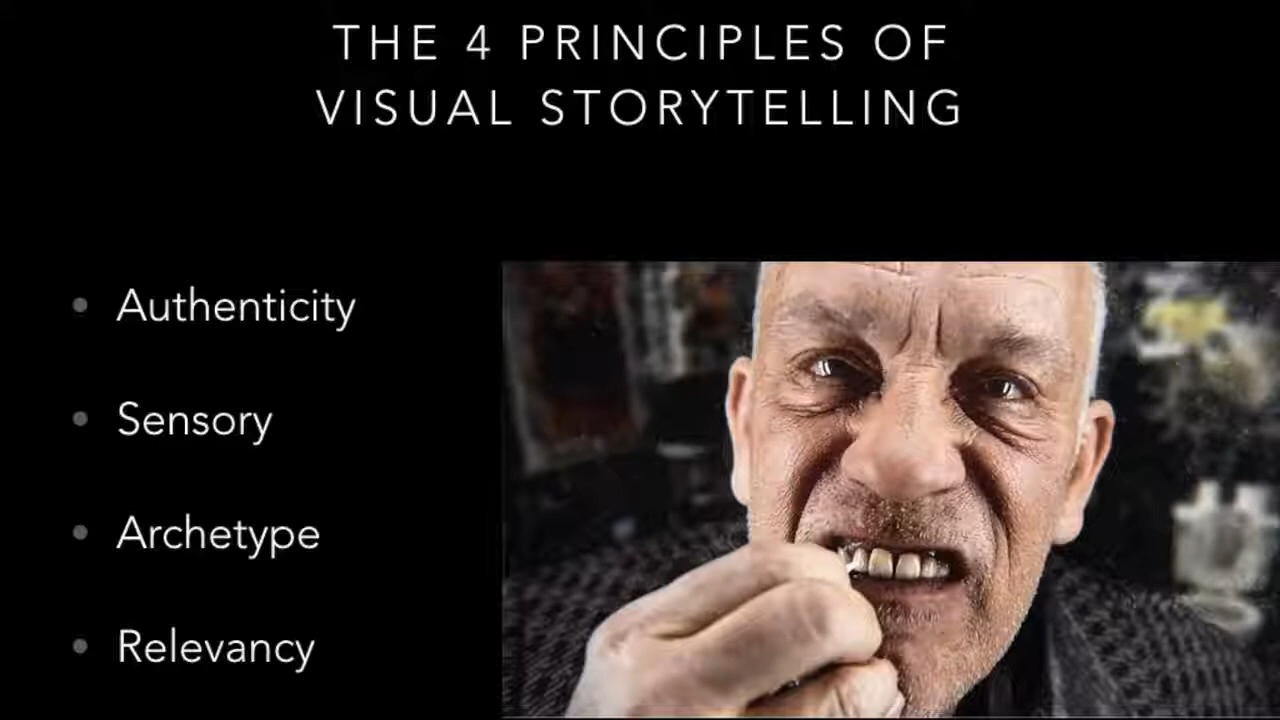 THE 4 PRINCIPLES OF
VISUAL STORYTELLING
Authenticity
Sensory
Archetype
Relevancy